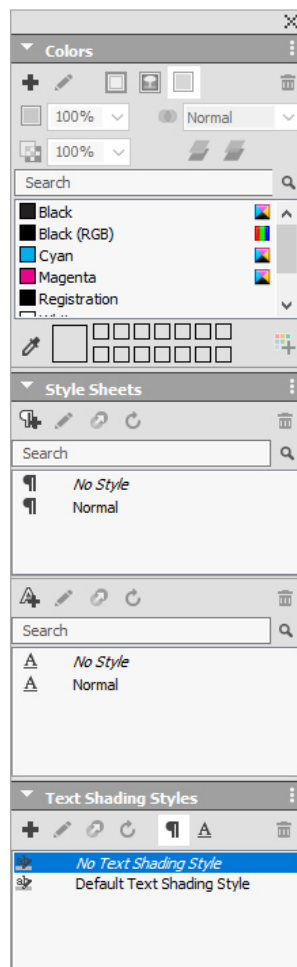 Colors
100%
Normal
100%
Search
Black
Black (RGB)
Cyan
Magenta
Registration
Style Sheets
Search
No Style
Normal
Search
No Style
Normal
Text Shading Styles
No Text Shading Style
Default Text Shading Style